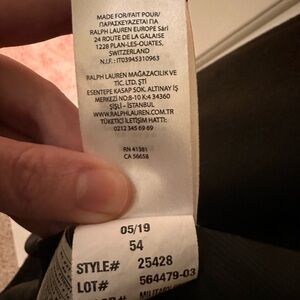 MADE FOR/FAIT POUR/
ΠΑΡΑΣΚΕΥΑΖΕΤΑΙ ΓΙΑ
RALPH LAUREN EUROPE Sàrl
24 ROUTE DE LA GALAISE
1228 PLAN-LES-OUATES,
SWITZERLAND
N.I.F. : IT03945310963
RALPH LAUREN MAĞAZACILIK VE
TİC. LTD. ŞTİ
ESENTEPE KASAP SOK. ALTINAY İŞ
MERKEZİ NO:8-10 K:4 34360
ŞİŞLİ - İSTANBUL
WWW.RALPHLAUREN.COM.TR
TÜKETİCİ İLETİŞİM HATTI:
0212 345 69 69
RN 41381
CA 56658
05/19
54
STYLE# 25428
LOT# 564479-03
MILITARY